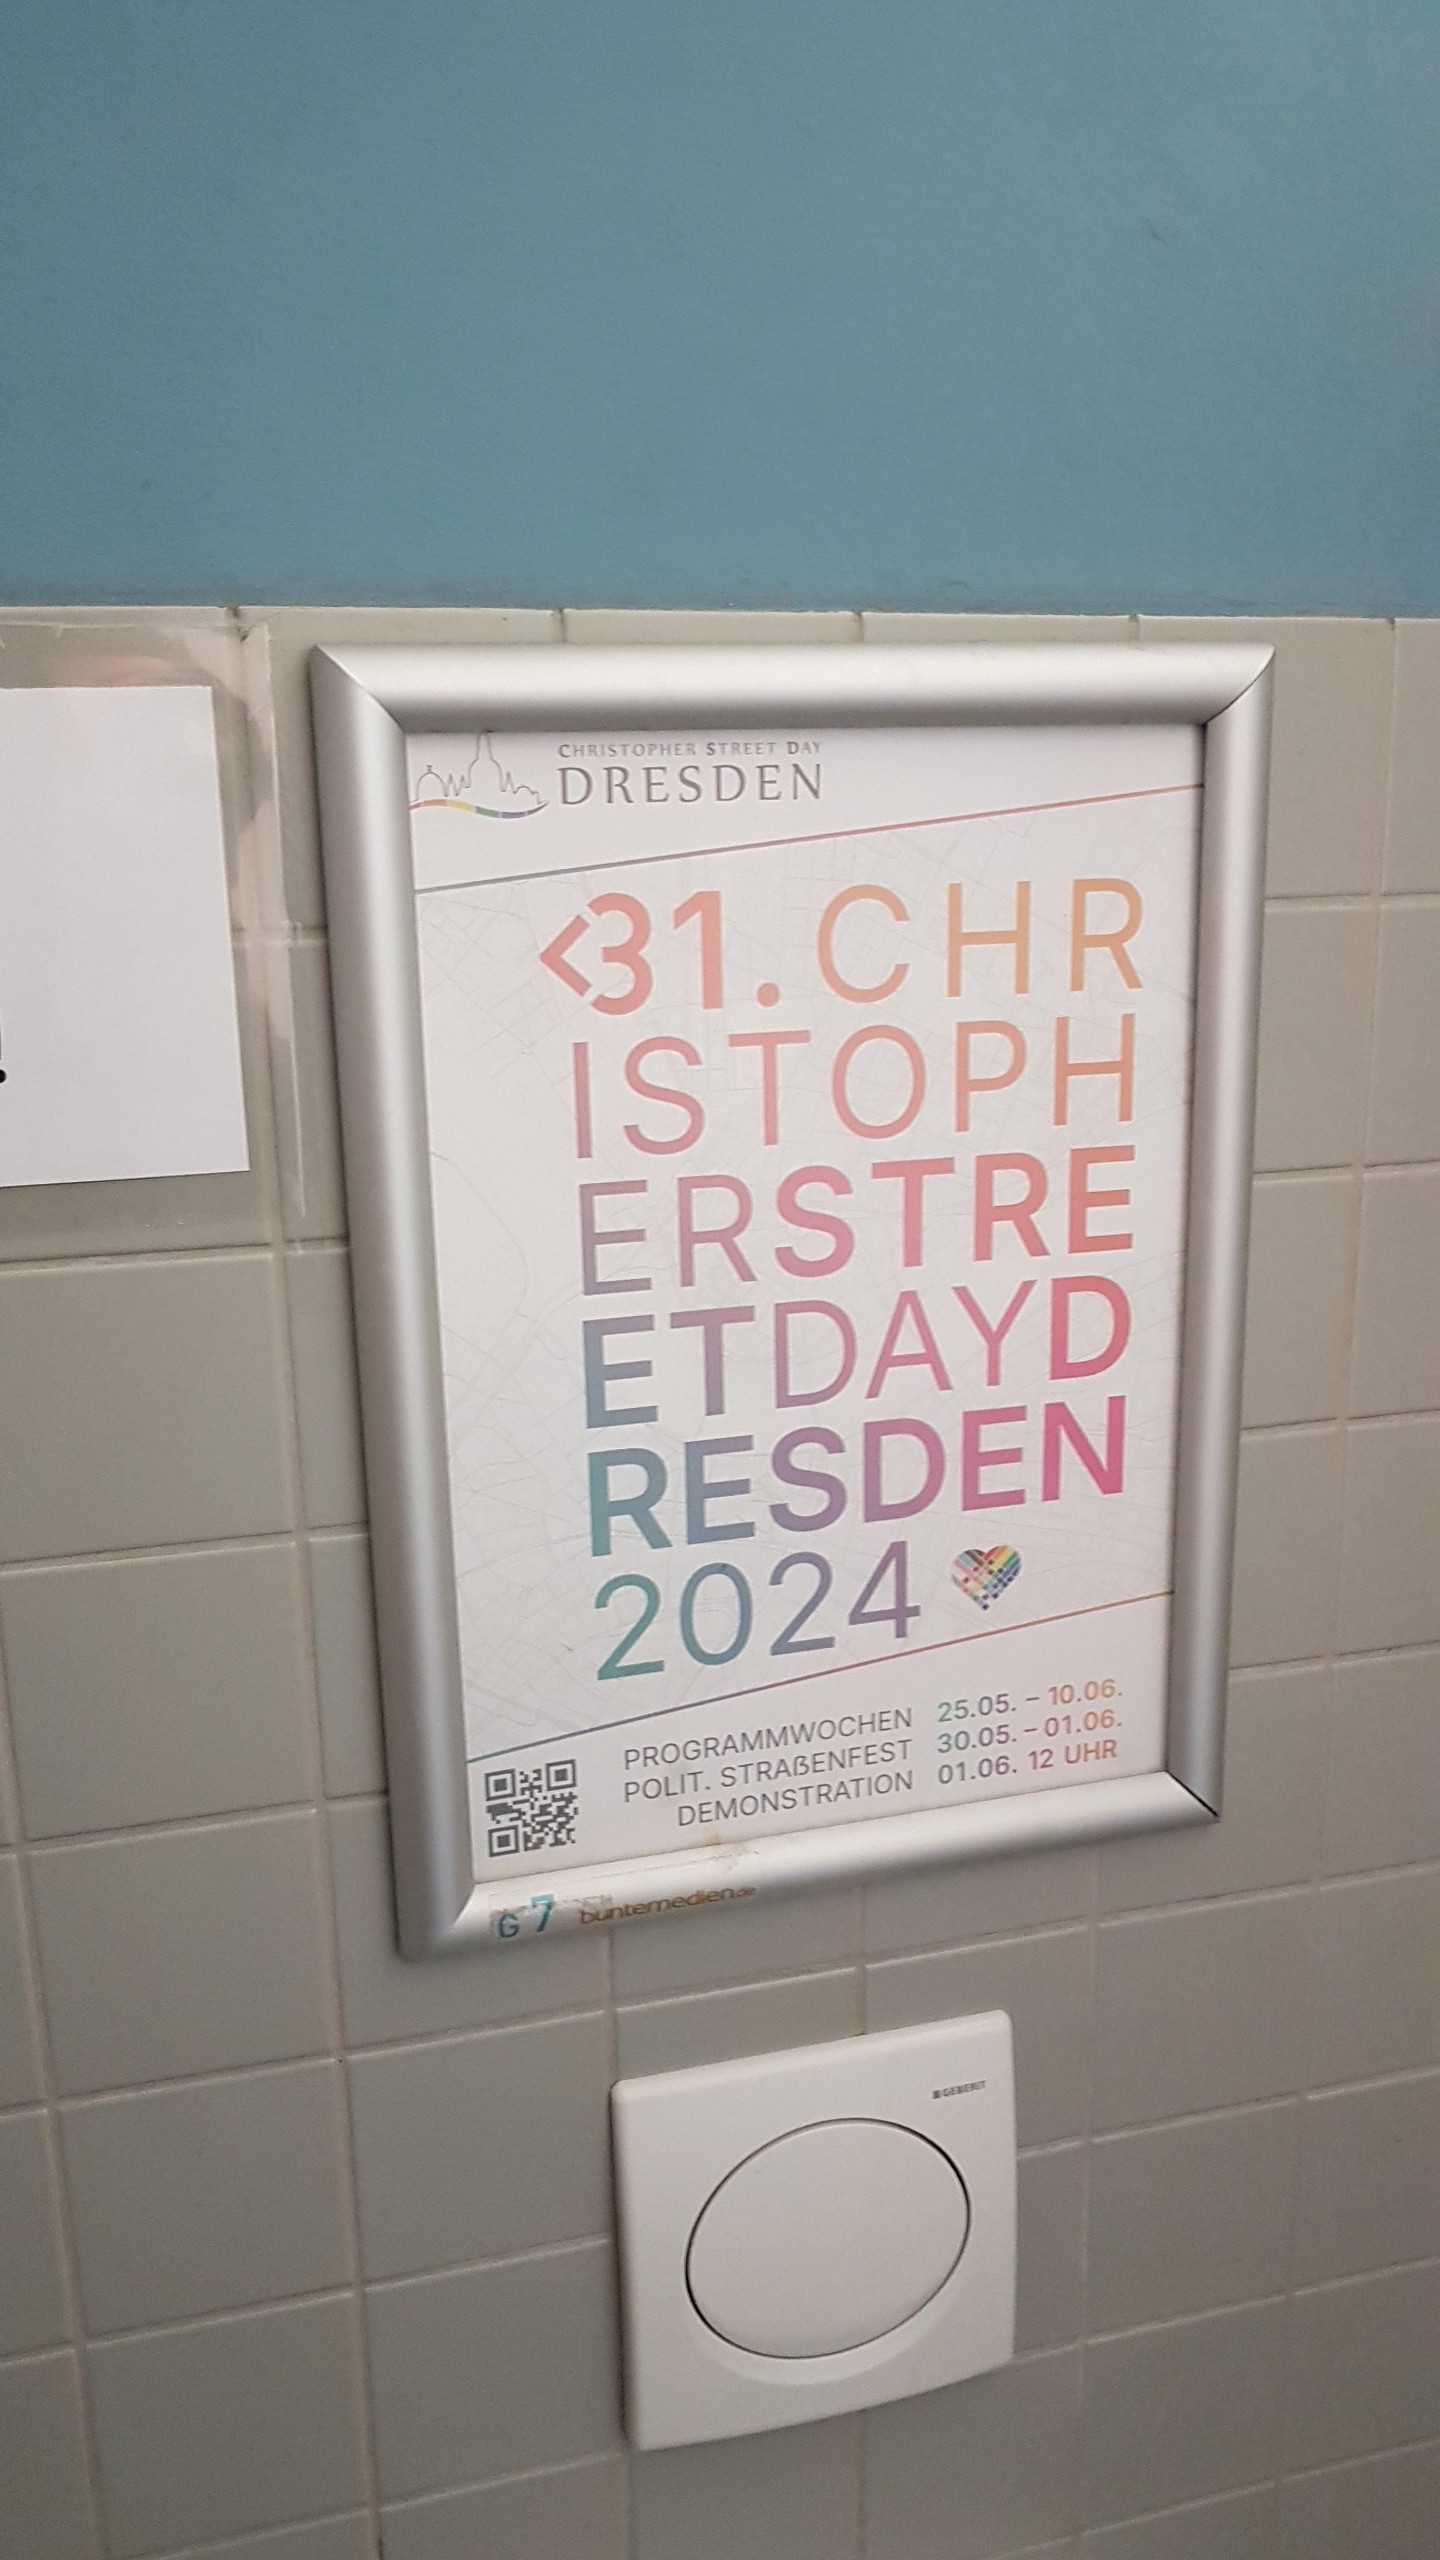 CHRISTOPHER STREET DAY
DRESDEN
<31. CHR
ISTOPH
ERSTRE
ETDAYD
RESDEN
2024
PROGRAMMWOCHEN 25.05. – 10.06.
POLIT. STRAßENFEST 30.05. – 01.06.
DEMONSTRATION 01.06. 12 UHR
G 7 buntemedien.de
GEBERIT